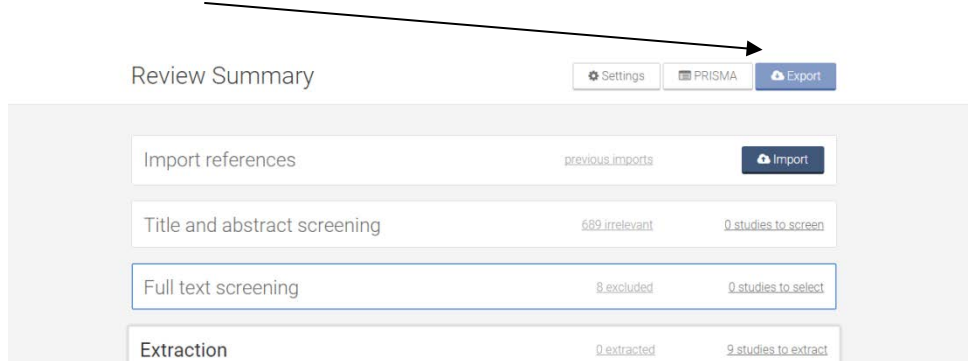 Review Summary Settings PRISMA Export
Import references previous imports Import
Title and abstract screening 689 irrelevant 0 studies to screen
Full text screening 8 excluded 0 studies to select
Extraction 0 extracted 9 studies to extract